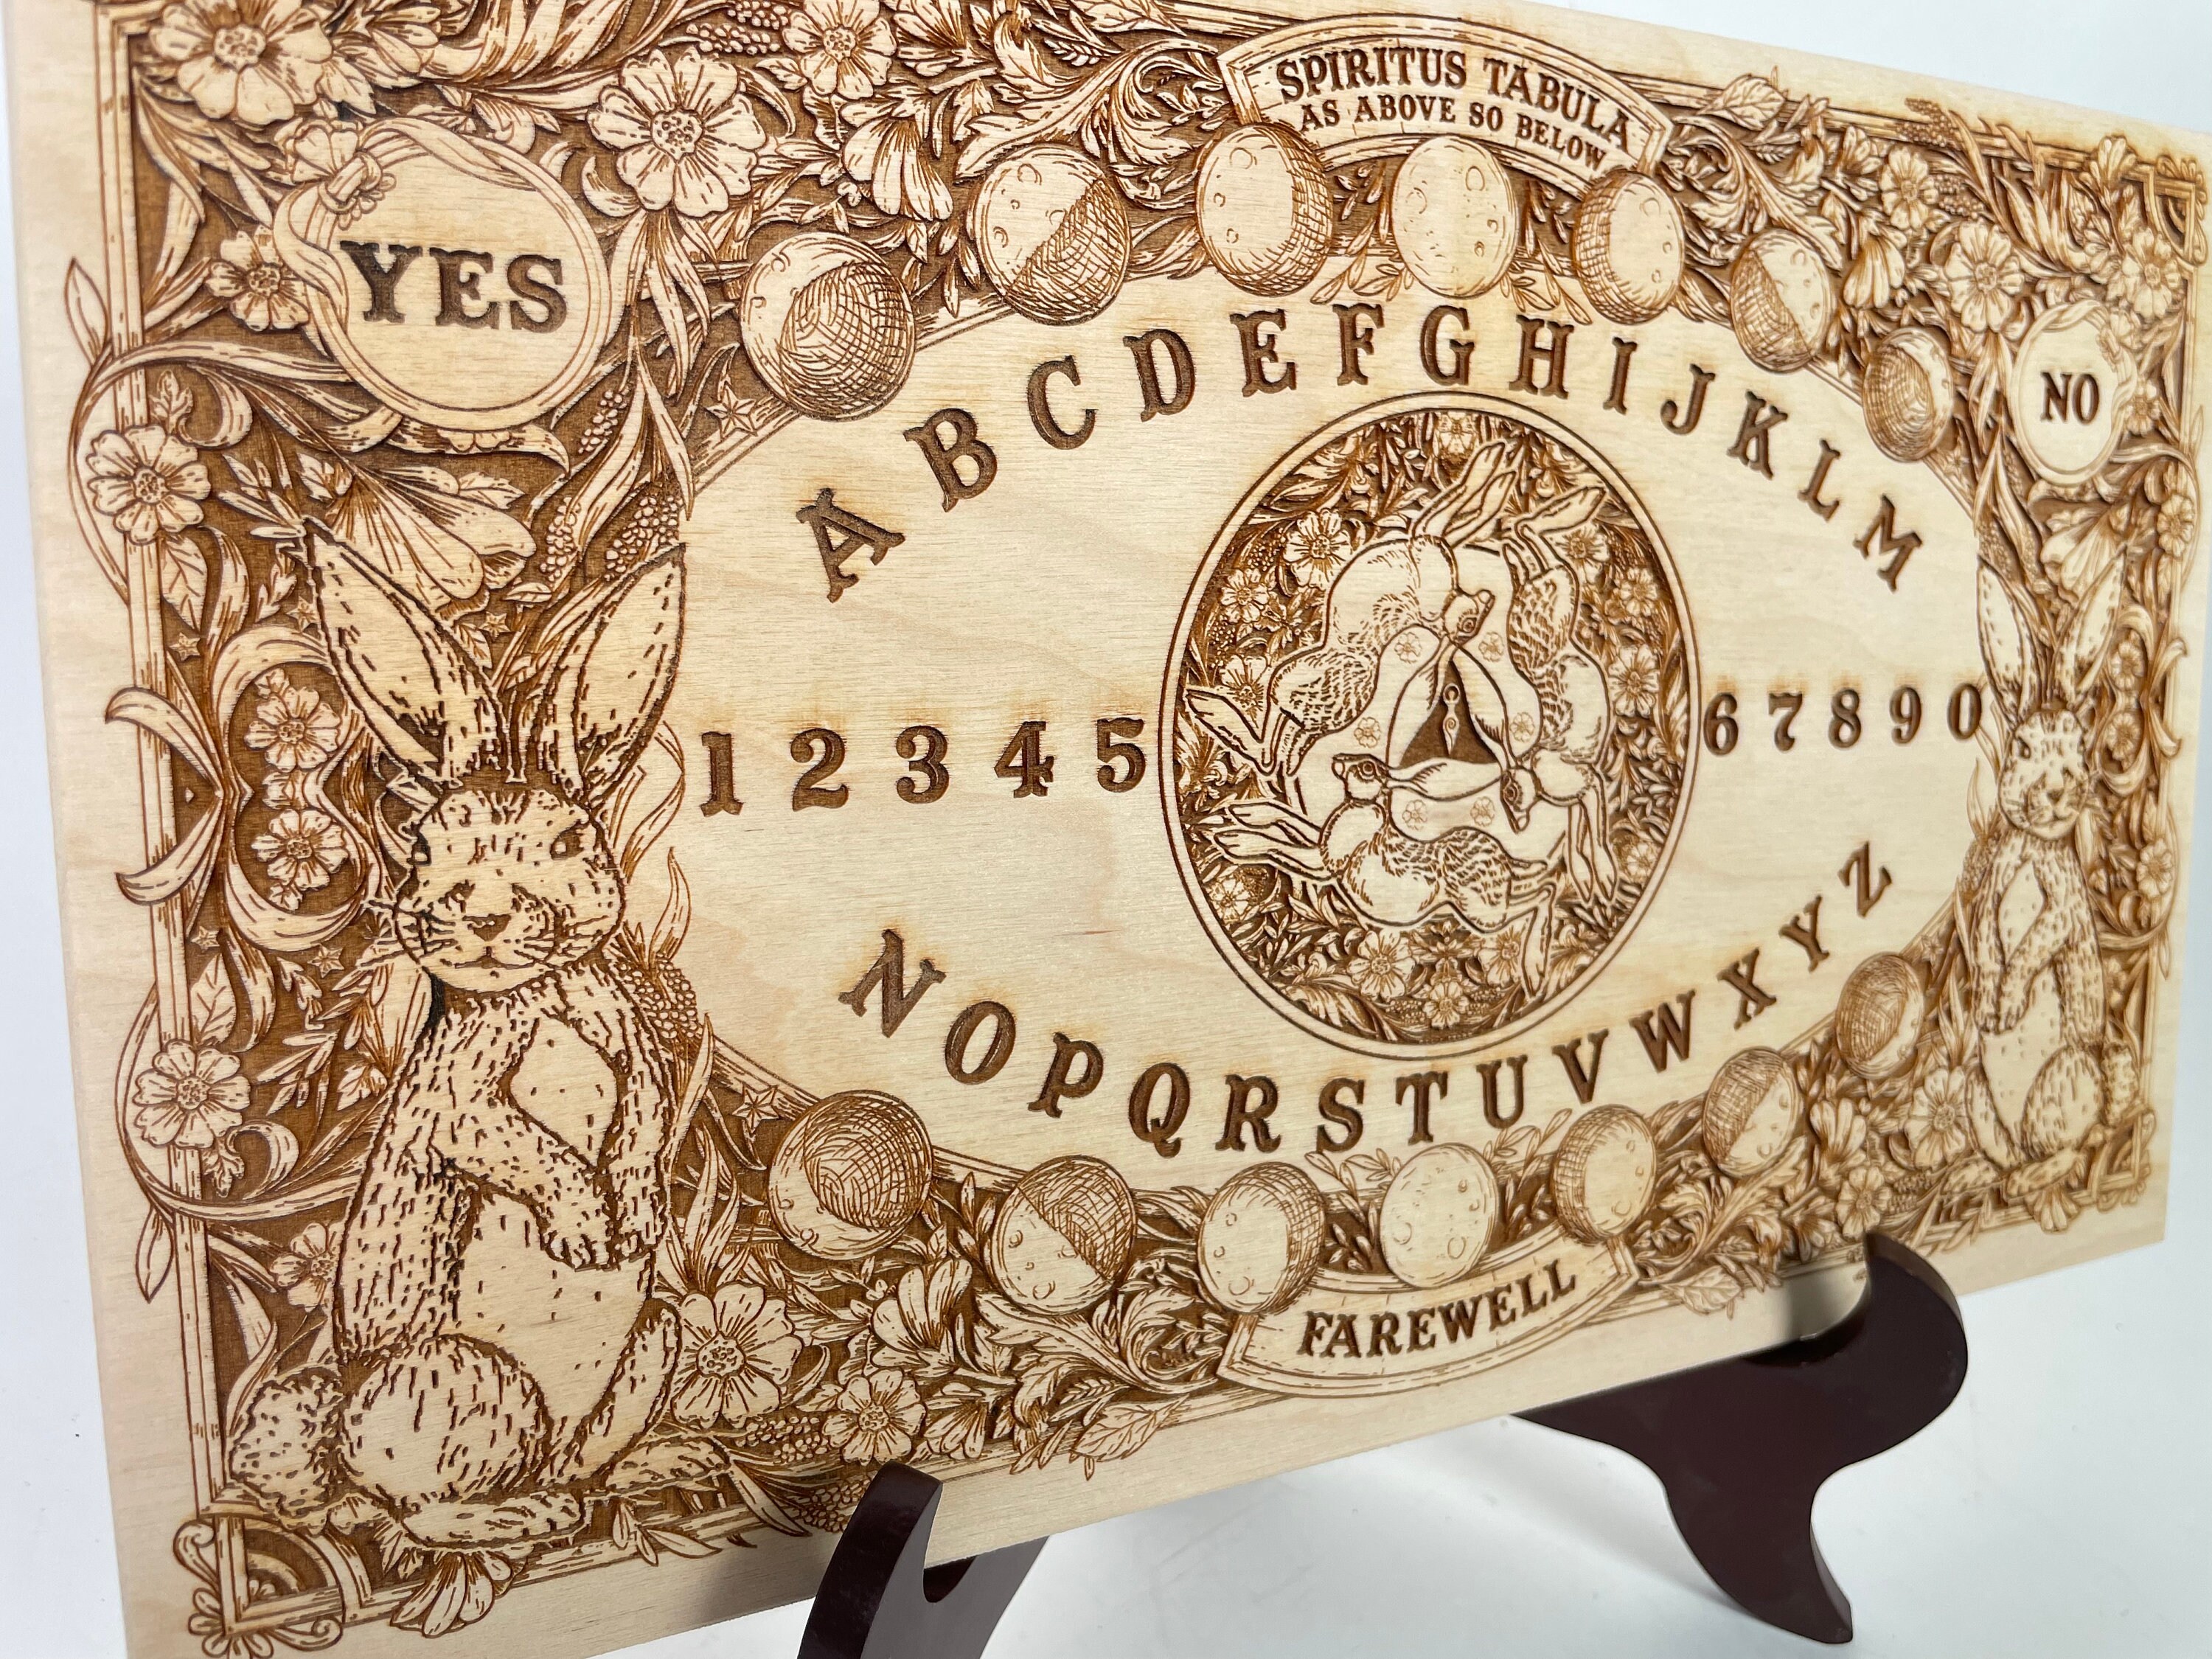 SPIRITUS TABULA
AS ABOVE SO BELOW
YES
NO
A B C D E F G H I J K L M
1 2 3 4 5 6 7 8 9 0
N O P Q R S T U V W X Y Z
FAREWELL